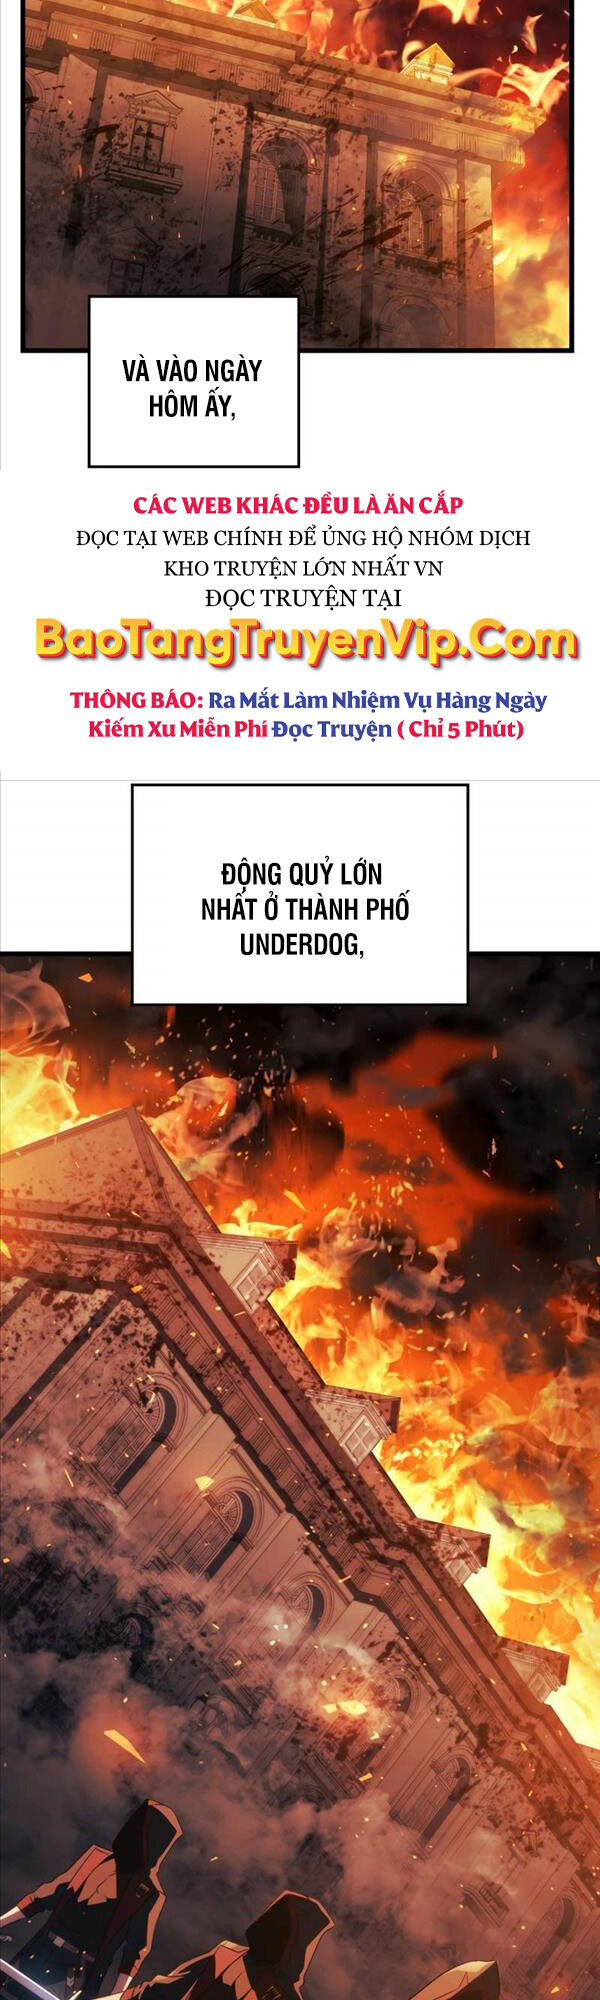 VÀ VÀO NGÀY
HÔM ẤY,
CÁC WEB KHÁC ĐỀU LÀ ĂN CẮP
ĐỌC TẠI WEB CHÍNH ĐỂ ỦNG HỘ NHÓM DỊCH
KHO TRUYỆN LỚN NHẤT VN
ĐỌC TRUYỆN TẠI
BaoTangTruyenVip.Com
THÔNG BÁO: Ra Mắt Làm Nhiệm Vụ Hàng Ngày
Kiếm Xu Miễn Phí Đọc Truyện ( Chỉ 5 Phút)
ĐỘNG QUỶ LỚN
NHẤT Ở THÀNH PHỐ
UNDERDOG,